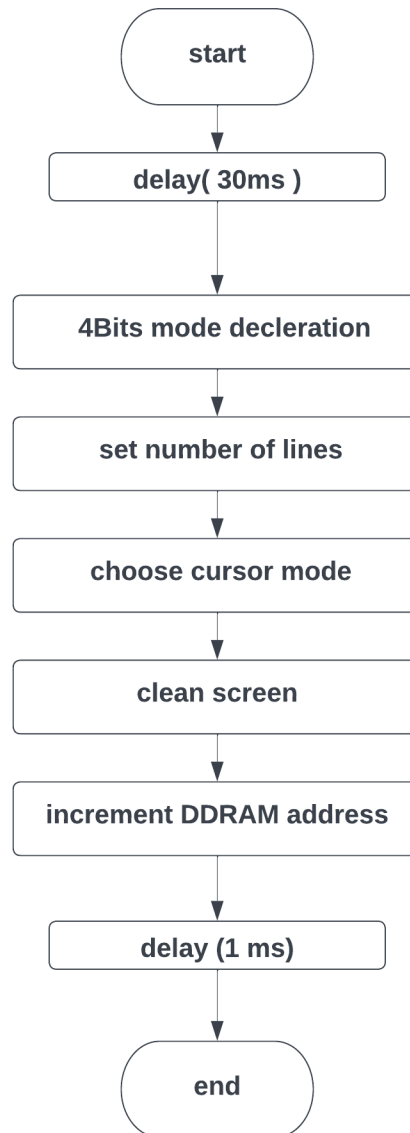 start
delay( 30ms )
4Bits mode decleration
set number of lines
choose cursor mode
clean screen
increment DDRAM address
delay (1 ms)
end